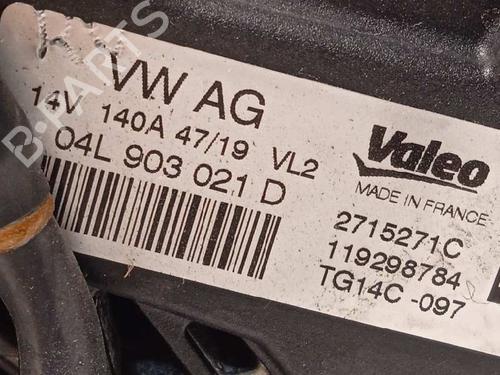 VW AG
14V 140A 47/19 VL2
04L 903 021 D
Valeo
MADE IN FRANCE
2715271C
119298784
TG14C -097
B-PARTS